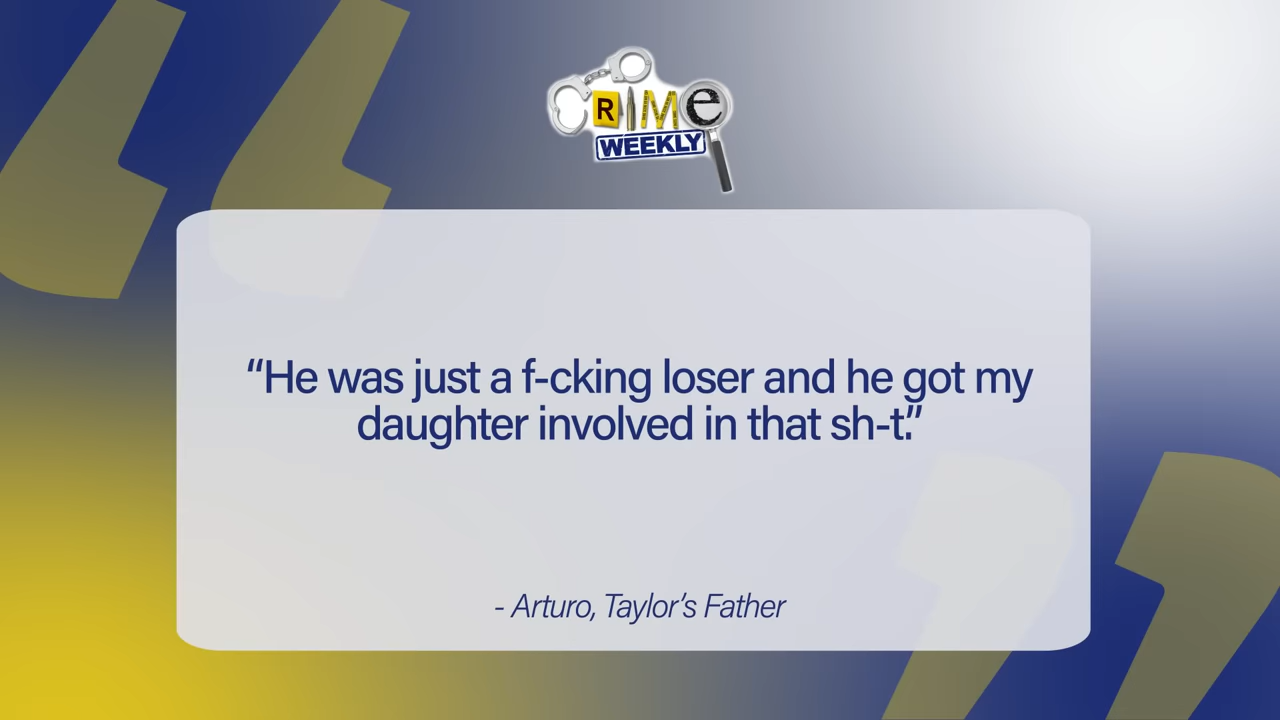 CRIMe
WEEKLY
“He was just a f-cking loser and he got my
daughter involved in that sh-t.”
- Arturo, Taylor’s Father